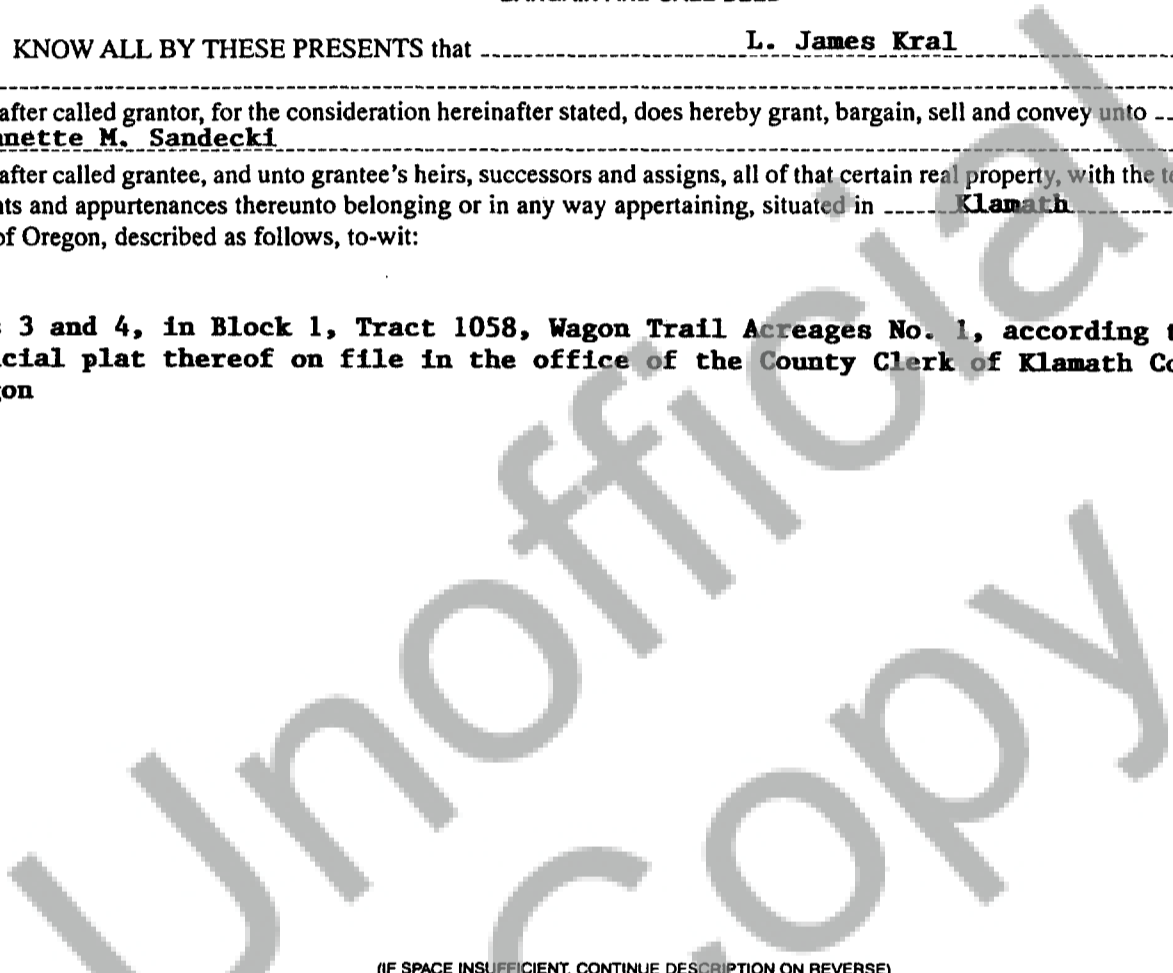 KNOW ALL BY THESE PRESENTS that L. James Kral
after called grantor, for the consideration hereinafter stated, does hereby grant, bargain, sell and convey unto
nette M. Sandecki
after called grantee, and unto grantee's heirs, successors and assigns, all of that certain real property, with the te
ts and appurtenances thereunto belonging or in any way appertaining, situated in Klamath
of Oregon, described as follows, to-wit:
3 and 4, in Block 1, Tract 1058, Wagon Trail Acreages No. 1, according t
cial plat thereof on file in the office of the County Clerk of Klamath Co
on
Unofficial
Copy
(IF SPACE INSUFFICIENT, CONTINUE DESCRIPTION ON REVERSE)